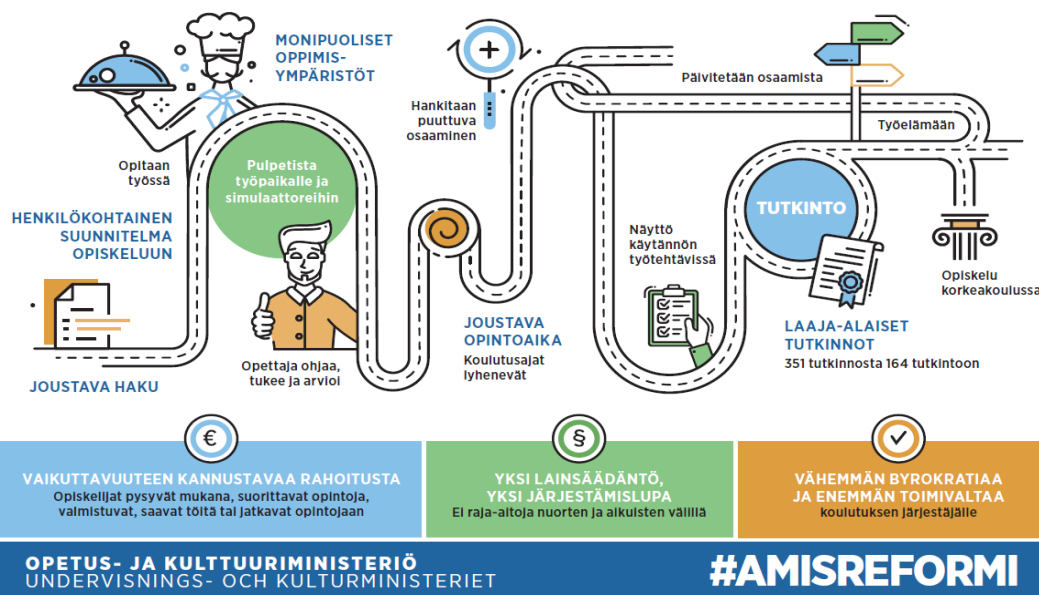 MONIPUOLISET
OPPIMIS-
YMPÄRISTÖT
Opitaan
työssä
Pulpetista
työpaikalle ja
simulaattoreihin
HENKILÖKOHTAINEN
SUUNNITELMA
OPISKELUUN
JOUSTAVA HAKU
Opettaja ohjaa,
tukee ja arvioi
Hankitaan
puuttuva
osaaminen
JOUSTAVA
OPINTOAIKA
Koulutusajat
lyhenevät
Päivitetään osaamista
Työelämään
Näyttö
käytännön
työtehtävissä
TUTKINTO
Opiskelu
korkeakoulussa
LAAJA-ALAISET
TUTKINNOT
351 tutkinnosta 164 tutkintoon
€
VAIKUTTAVUUTEEN KANNUSTAVAA RAHOITUSTA
Opiskelijat pysyvät mukana, suorittavat opintoja,
valmistuvat, saavat töitä tai jatkavat opintojaan
§
YKSI LAINSÄÄDÄNTÖ,
YKSI JÄRJESTÄMISLUPA
Ei raja-aitoja nuorten ja aikuisten välillä
VÄHEMMÄN BYROKRATIAA
JA ENEMMÄN TOIMIVALTAA
koulutuksen järjestäjälle
OPETUS- JA KULTTUURIMINISTERIÖ
UNDERVISNINGS- OCH KULTURMINISTERIET
#AMISREFORMI